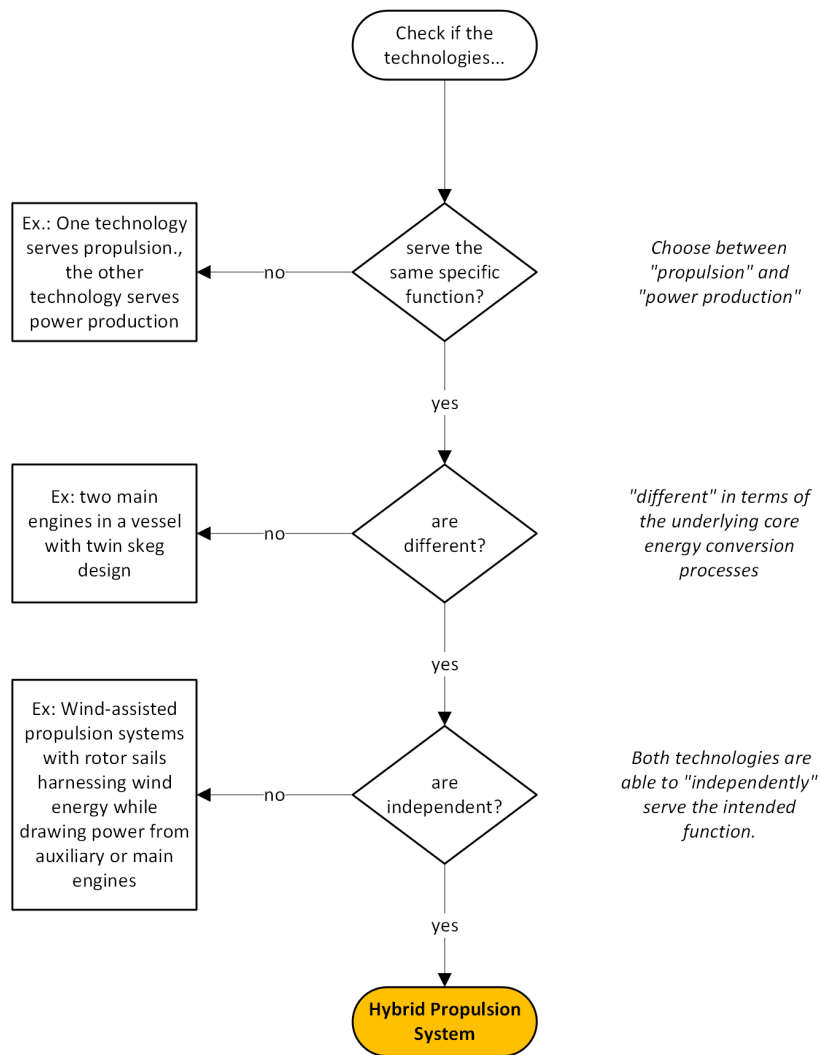 Check if the
technologies...
Ex.: One technology
serves propulsion.,
the other
technology serves
power production
no
serve the
same specific
function?
Choose between
"propulsion" and
"power production"
yes
Ex: two main
engines in a vessel
with twin skeg
design
no
are
different?
"different" in terms of
the underlying core
energy conversion
processes
yes
Ex: Wind-assisted
propulsion systems
with rotor sails
harnessing wind
energy while
drawing power from
auxiliary or main
engines
no
are
independent?
Both technologies are
able to "independently"
serve the intended
function.
yes
Hybrid Propulsion
System